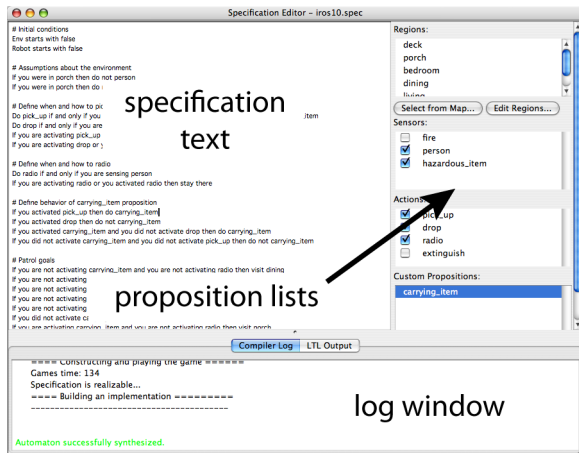 Specification Editor – iros10.spec
# Initial conditions
Env starts with false
Robot starts with false
# Assumptions about the environment
If you were in porch then do not person
If you were in porch then do
# Define when and how to pic
Do pick_up if and only if you
item
Do drop if and only if you are
If you are activating pick_up
If you are activating drop or
# Define when and how to radio
Do radio if and only if you are sensing person
If you are activating radio or you activated radio then stay there
# Define behavior of carrying_item proposition
If you activated pick_up then do carrying_item
If you activated drop then do not carrying_item
If you activated carrying_item and you did not activate drop then do carrying_item
If you did not activate carrying_item and you did not activate pick_up then do not carrying_item
# Patrol goals
If you are not activating carrying_item and you are not activating radio then visit dining
If you are not activating
If you are not activating
If you are not activating
If you are not activating
If you did not activate ca
If you are activating carrying_item and you are not activating radio then visit porch
specification
text
proposition lists
Regions:
deck
porch
bedroom
dining
living
Select from Map...
Edit Regions...
Sensors:
fire
person
hazardous_item
Actions:
pick_up
drop
radio
extinguish
Custom Propositions:
carrying_item
Compiler Log
LTL Output
==== Constructing and playing the game ======
Games time: 134
Specification is realizable...
==== Building an implementation =========
-----------------------------------------
Automaton successfully synthesized.
log window